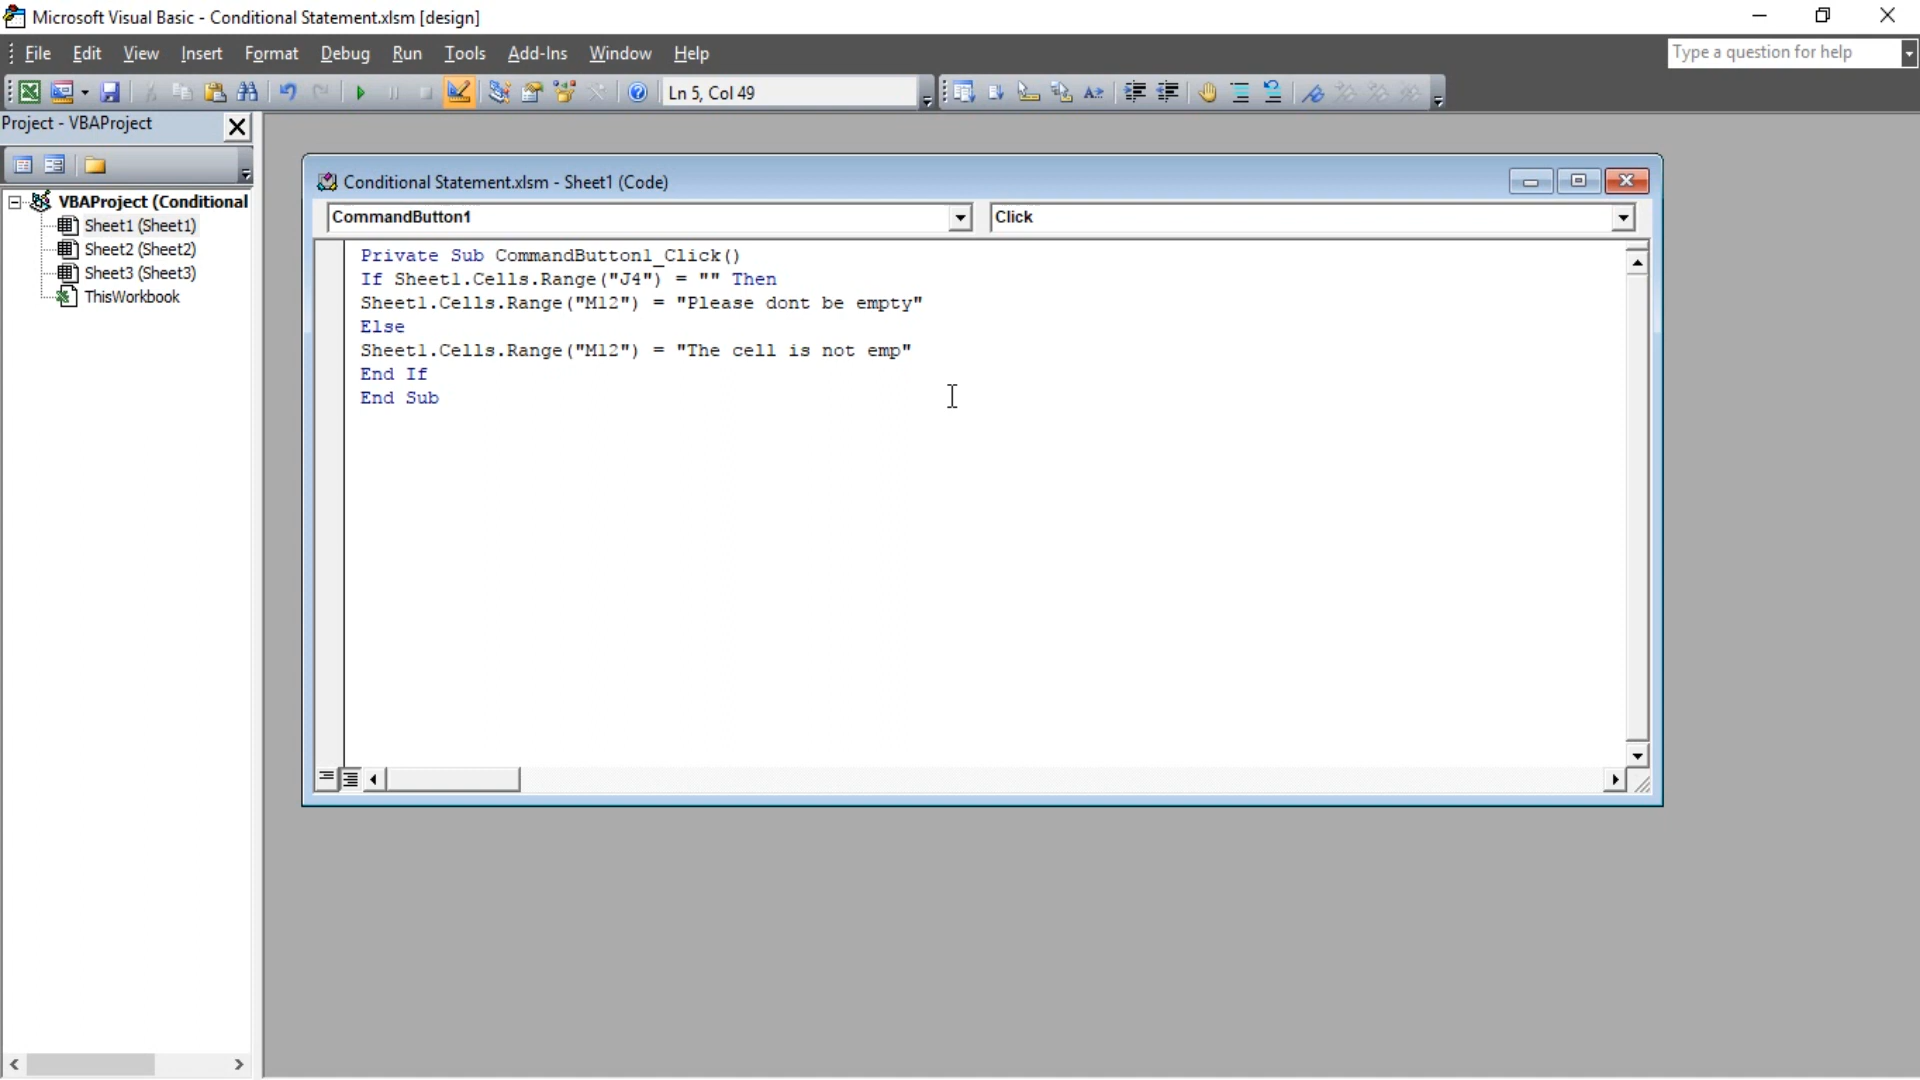 Microsoft Visual Basic - Conditional Statement.xlsm [design]
File Edit View Insert Format Debug Run Tools Add-Ins Window Help
Type a question for help
Ln 5, Col 49
Project - VBAProject
VBAProject (Conditional
Sheet1 (Sheet1)
Sheet2 (Sheet2)
Sheet3 (Sheet3)
ThisWorkbook
Conditional Statement.xlsm - Sheet1 (Code)
CommandButton1
Click
Private Sub CommandButton1_Click()
If Sheet1.Cells.Range("J4") = "" Then
Sheet1.Cells.Range("M12") = "Please dont be empty"
Else
Sheet1.Cells.Range("M12") = "The cell is not emp"
End If
End Sub